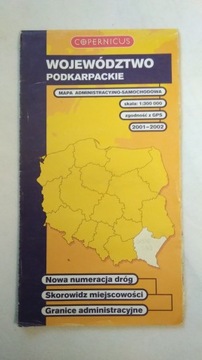 COPERNICUS
WOJEWÓDZTWO
PODKARPACKIE
MAPA ADMINISTRACYJNO-SAMOCHODOWA
skala: 1:300 000
zgodność z GPS
2001-2002
Nowa numeracja dróg
Skorowidz miejscowości
Granice administracyjne